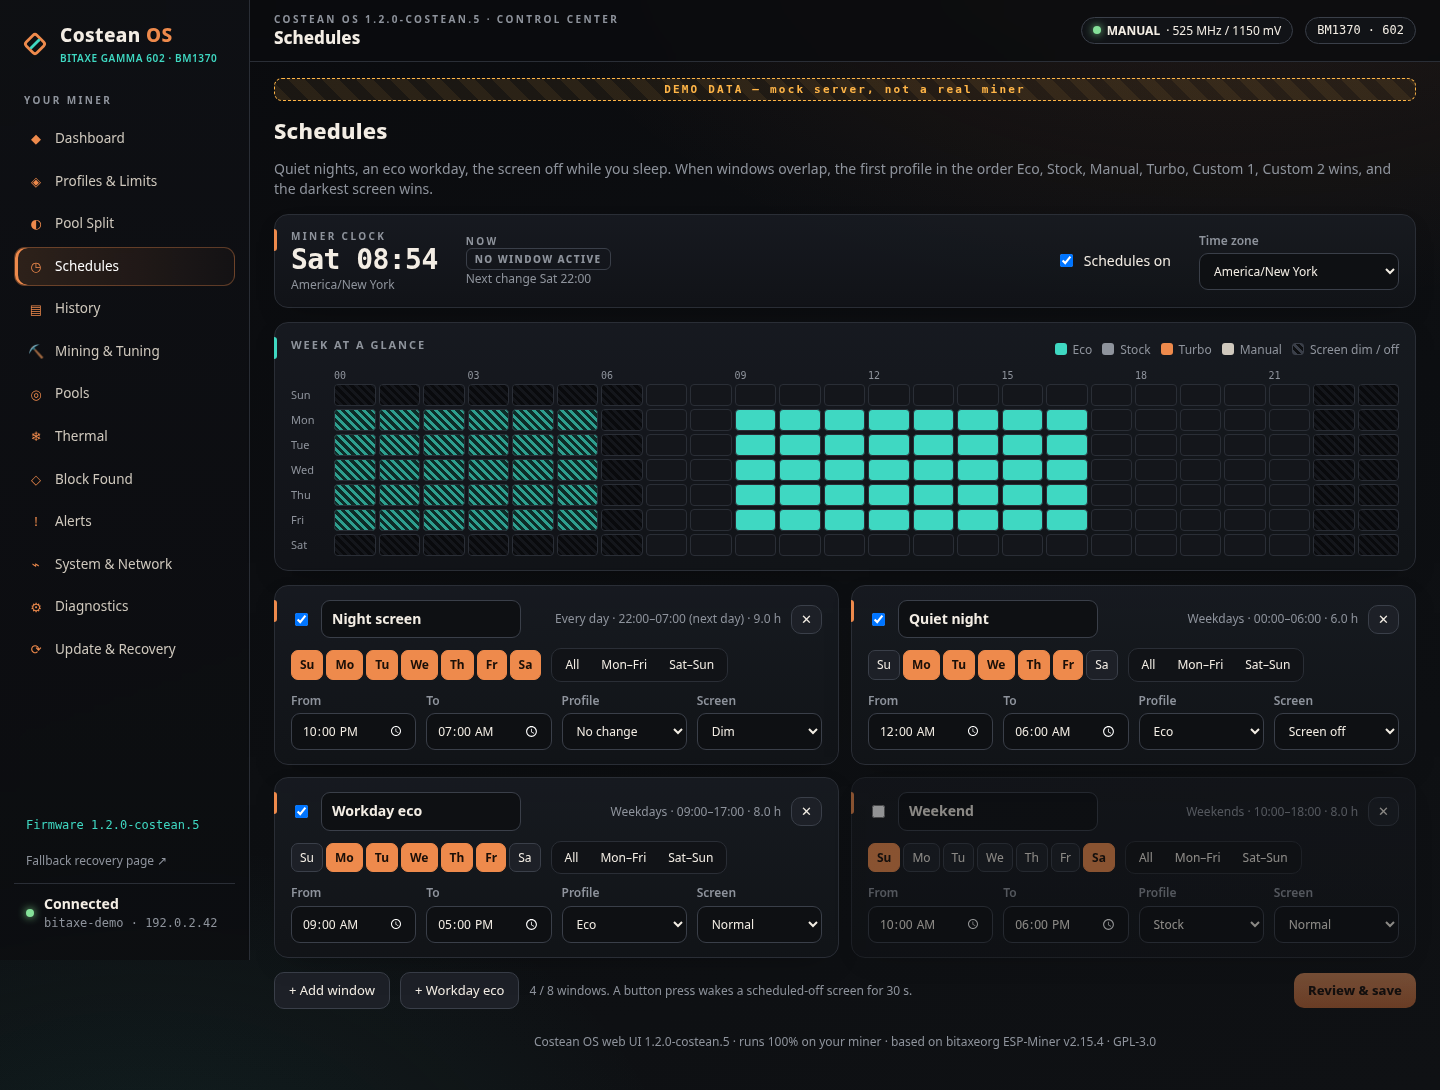 Costean OS
BITAXE GAMMA 602 · BM1370
YOUR MINER
Dashboard
Profiles & Limits
Pool Split
Schedules
History
Mining & Tuning
Pools
Thermal
Block Found
Alerts
System & Network
Diagnostics
Update & Recovery
Firmware 1.2.0-costean.5
Fallback recovery page ↗
Connected
bitaxe-demo · 192.0.2.42
COSTEAN OS 1.2.0-COSTEAN.5 · CONTROL CENTER
Schedules
MANUAL · 525 MHz / 1150 mV
BM1370 · 602
DEMO DATA — mock server, not a real miner
Schedules
Quiet nights, an eco workday, the screen off while you sleep. When windows overlap, the first profile in the order Eco, Stock, Manual, Turbo, Custom 1, Custom 2 wins, and
the darkest screen wins.
MINER CLOCK
Sat 08:54
America/New York
NOW
NO WINDOW ACTIVE
Next change Sat 22:00
Schedules on
Time zone
America/New York
WEEK AT A GLANCE
Eco Stock Turbo Manual Screen dim / off
00 03 06 09 12 15 18 21
Sun
Mon
Tue
Wed
Thu
Fri
Sat
Night screen
Every day · 22:00–07:00 (next day) · 9.0 h ✕
Su Mo Tu We Th Fr Sa All Mon–Fri Sat–Sun
From To Profile Screen
10:00 PM 07:00 AM No change Dim
Quiet night
Weekdays · 00:00–06:00 · 6.0 h ✕
Su Mo Tu We Th Fr Sa All Mon–Fri Sat–Sun
From To Profile Screen
12:00 AM 06:00 AM Eco Screen off
Workday eco
Weekdays · 09:00–17:00 · 8.0 h ✕
Su Mo Tu We Th Fr Sa All Mon–Fri Sat–Sun
From To Profile Screen
09:00 AM 05:00 PM Eco Normal
Weekend
Weekends · 10:00–18:00 · 8.0 h ✕
Su Mo Tu We Th Fr Sa All Mon–Fri Sat–Sun
From To Profile Screen
10:00 AM 06:00 PM Stock Normal
+ Add window
+ Workday eco
4 / 8 windows. A button press wakes a scheduled-off screen for 30 s.
Review & save
Costean OS web UI 1.2.0-costean.5 · runs 100% on your miner · based on bitaxeorg ESP-Miner v2.15.4 · GPL-3.0